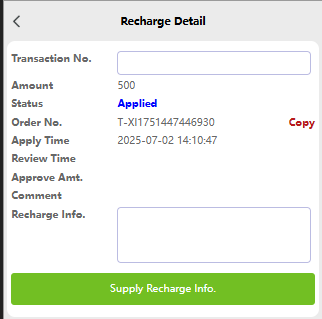 Recharge Detail
Transaction No.
Amount 500
Status Applied
Order No. T-XI1751447446930 Copy
Apply Time 2025-07-02 14:10:47
Review Time
Approve Amt.
Comment
Recharge Info.
Supply Recharge Info.